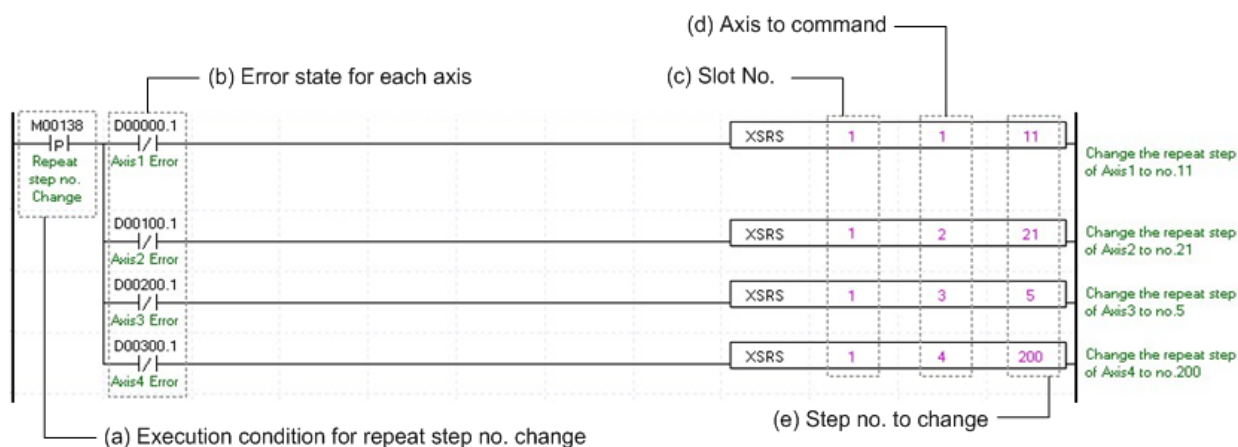 (d) Axis to command
(b) Error state for each axis
(c) Slot No.
M00138
P
Repeat
step no.
Change
D00000.1
Axis1 Error
XSRS 1 1 11
Change the repeat step
of Axis1 to no.11
D00100.1
Axis2 Error
XSRS 1 2 21
Change the repeat step
of Axis2 to no.21
D00200.1
Axis3 Error
XSRS 1 3 5
Change the repeat step
of Axis3 to no.5
D00300.1
Axis4 Error
XSRS 1 4 200
Change the repeat step
of Axis4 to no.200
(e) Step no. to change
(a) Execution condition for repeat step no. change